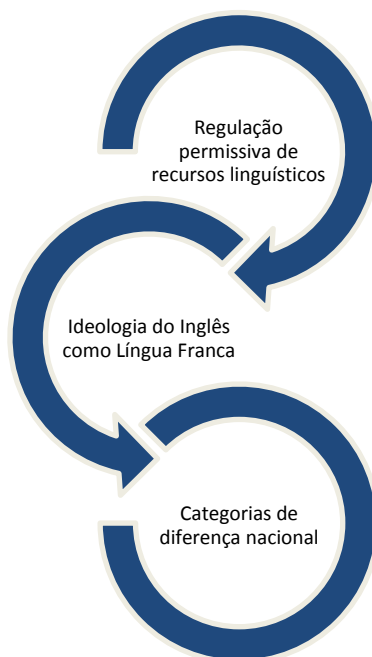 Regulação
permissiva de
recursos linguísticos
Ideologia do Inglês
como Língua Franca
Categorias de
diferença nacional